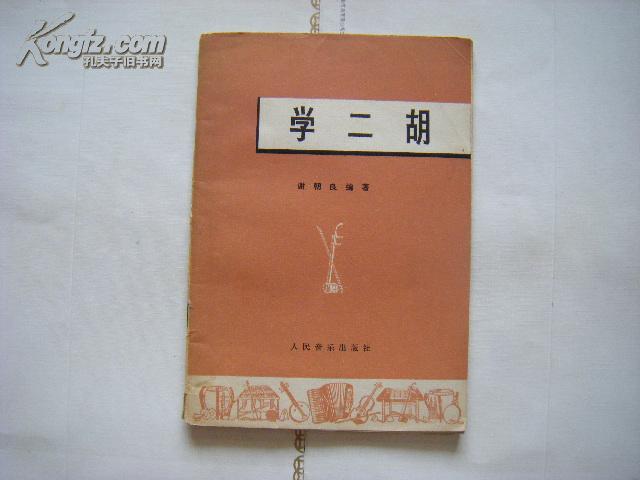 Kongfz.com
孔夫子旧书网
学二胡
谢朝良编著
人民音乐出版社